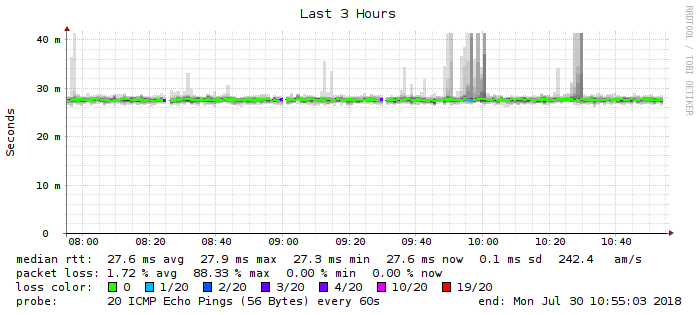 Last 3 Hours
RRDTOOL / TOBI OETIKER
Seconds
40 m
30 m
20 m
10 m
0
08:00 08:20 08:40 09:00 09:20 09:40 10:00 10:20 10:40
median rtt: 27.6 ms avg 27.9 ms max 27.3 ms min 27.6 ms now 0.1 ms sd 242.4 am/s
packet loss: 1.72 % avg 88.33 % max 0.00 % min 0.00 % now
loss color: 0 1/20 2/20 3/20 4/20 10/20 19/20
probe: 20 ICMP Echo Pings (56 Bytes) every 60s end: Mon Jul 30 10:55:03 2018